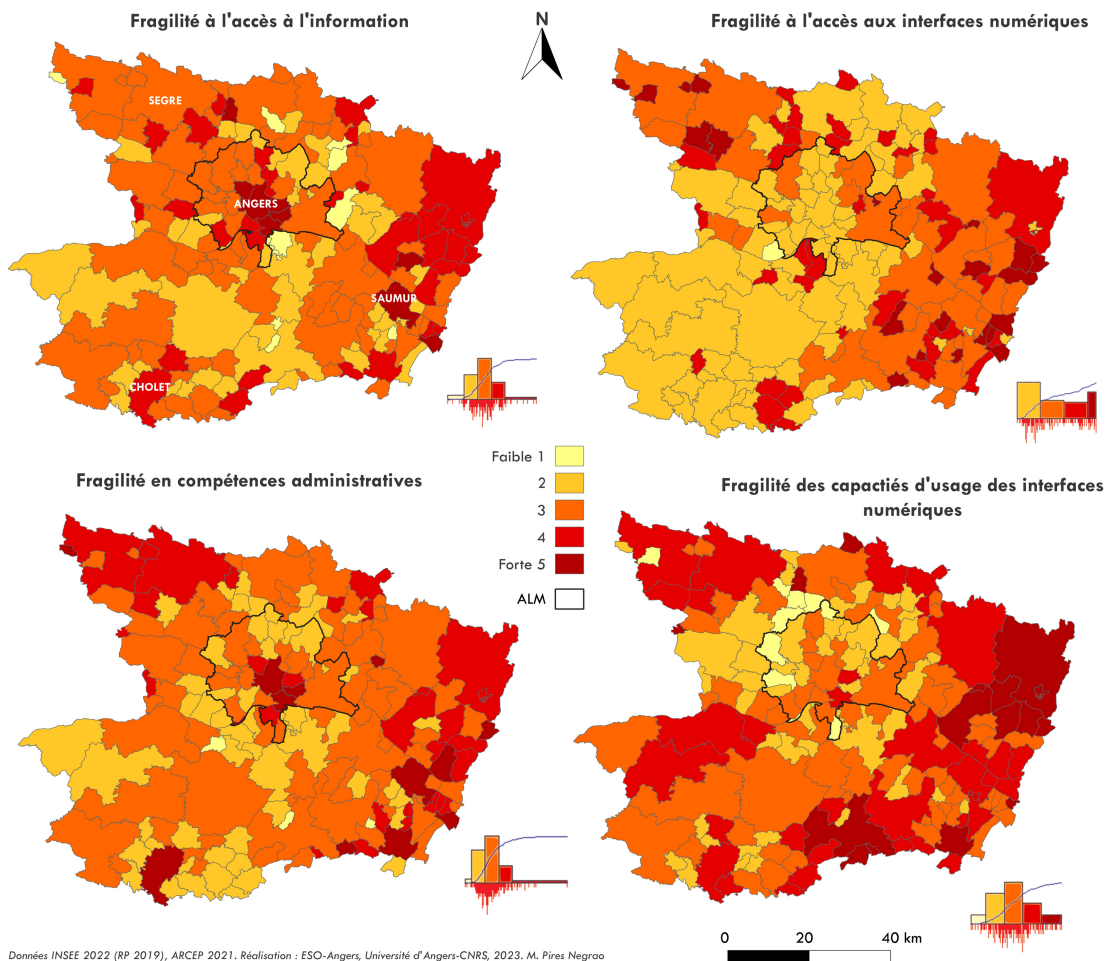 Fragilité à l'accès à l'information
N
Fragilité à l'accès aux interfaces numériques
SEGRE
ANGERS
SAUMUR
CHOLET
Fragilité en compétences administratives
Faible 1
2
3
4
Forte 5
ALM
Fragilité des capactiés d'usage des interfaces
numériques
0 20 40 km
Données INSEE 2022 (RP 2019), ARCEP 2021. Réalisation : ESO-Angers, Université d'Angers-CNRS, 2023. M. Pires Negrao